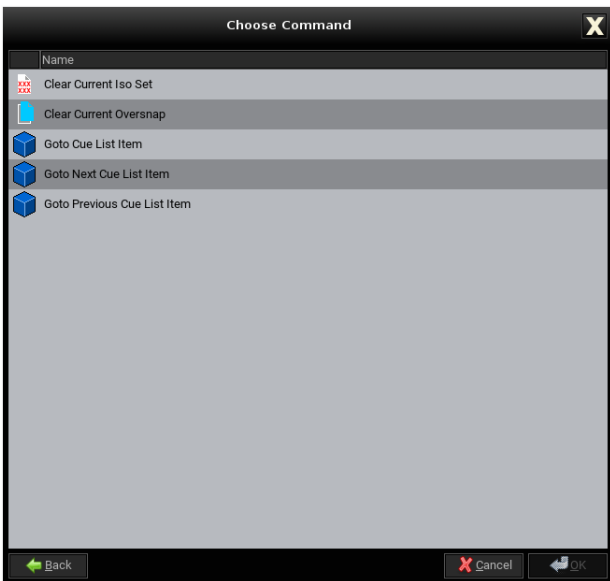 Choose Command
X
Name
Clear Current Iso Set
Clear Current Oversnap
Goto Cue List Item
Goto Next Cue List Item
Goto Previous Cue List Item
Back
Cancel
OK